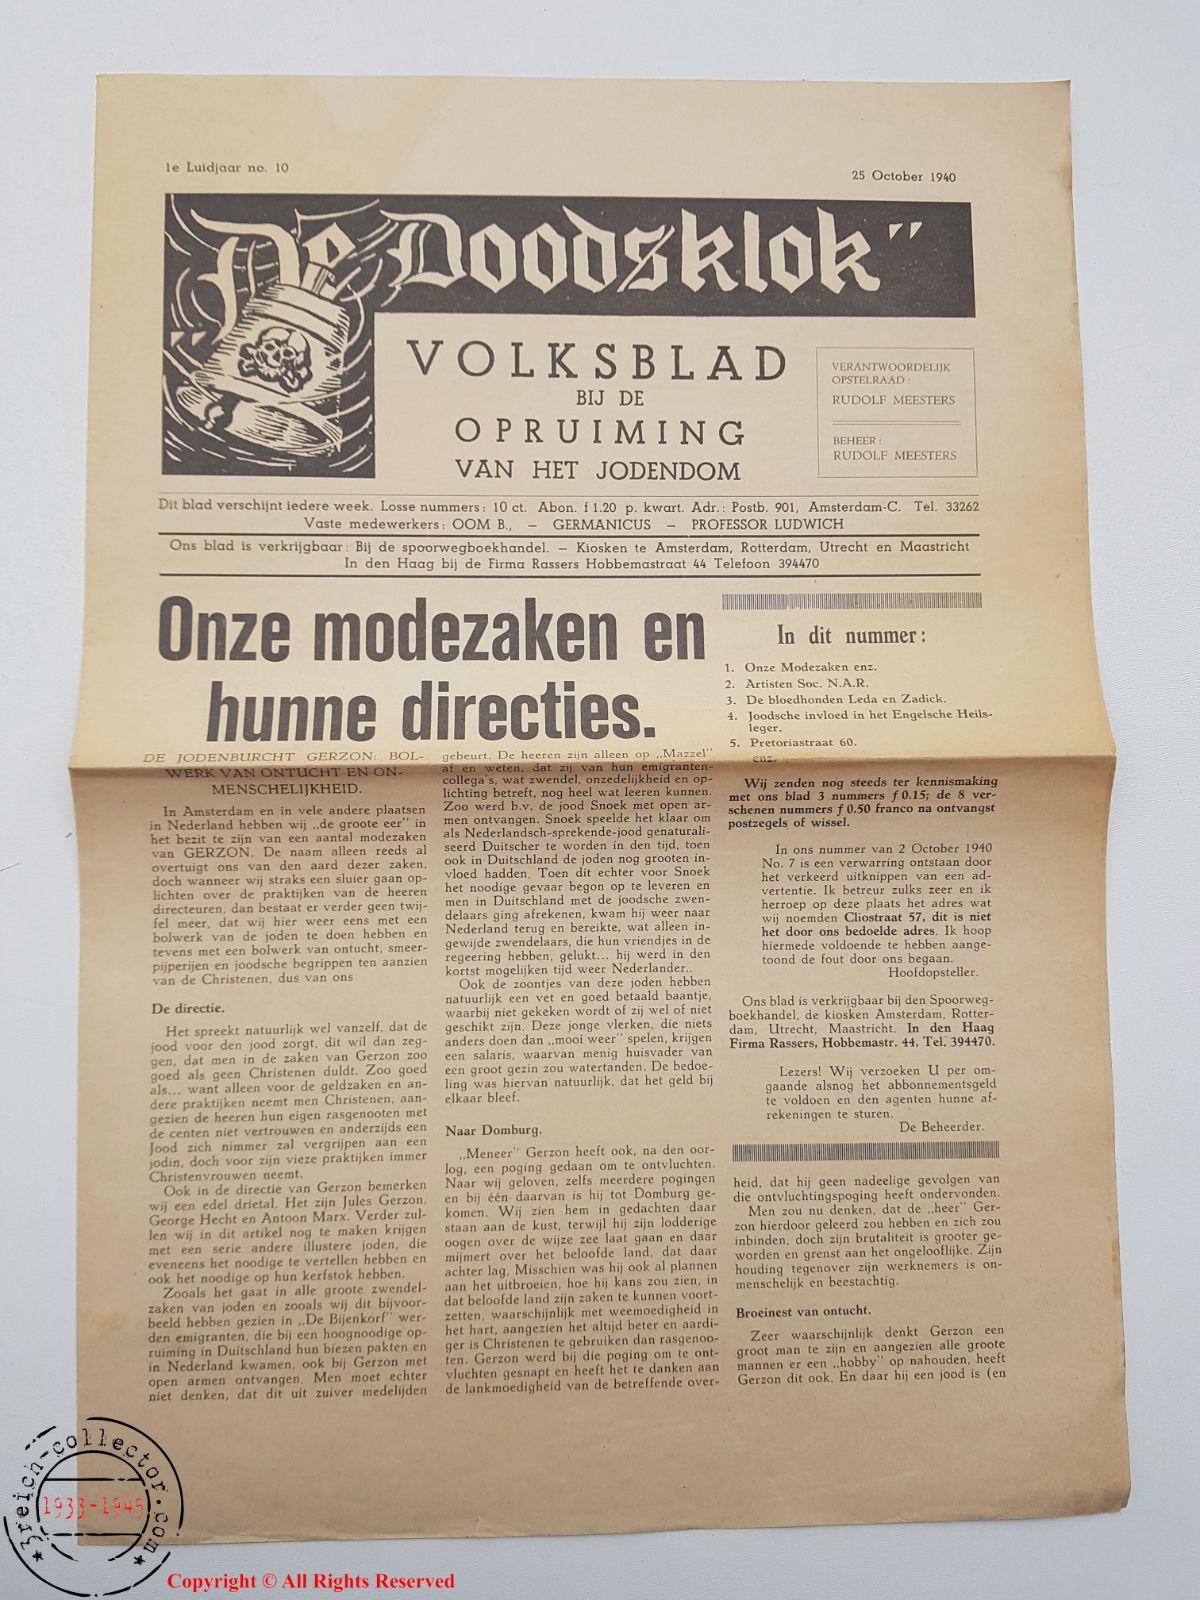 1e Luidjaar no. 10
25 October 1940
„De Doodsklok”
VOLKSBLAD
BIJ DE
OPRUIMING
VAN HET JODENDOM
VERANTWOORDELIJK
OPSTELRAAD:
RUDOLF MEESTERS
BEHEER:
RUDOLF MEESTERS
Dit blad verschijnt iedere week. Losse nummers: 10 ct. Abon. f 1.20 p. kwart. Adr.: Postb. 901, Amsterdam-C. Tel. 33262
Vaste medewerkers: OOM B., – GERMANICUS – PROFESSOR LUDWICH
Ons blad is verkrijgbaar: Bij de spoorwegboekhandel. – Kiosken te Amsterdam, Rotterdam, Utrecht en Maastricht
In den Haag bij de Firma Rassers Hobbemastraat 44 Telefoon 394470
Onze modezaken en
hunne directies.
DE JODENBURCHT GERZON: BOL-
WERK VAN ONTUCHT EN ON-
MENSCHELIJKHEID.
In Amsterdam en in vele andere plaatsen
in Nederland hebben wij „de groote eer” in
het bezit te zijn van een aantal modezaken
van GERZON. De naam alleen reeds al
overtuigt ons van den aard dezer zaken,
doch wanneer wij straks een sluier gaan op-
lichten over de praktijken van de heeren
directeuren, dan bestaat er verder geen twij-
fel meer, dat wij hier weer eens met een
bolwerk van de joden te doen hebben en
tevens met een bolwerk van ontucht, smeer-
pijperijen en joodsche begrippen ten aanzien
van de Christenen, dus van ons
De directie.
Het spreekt natuurlijk wel vanzelf, dat de
jood voor den jood zorgt, dit wil dan zeg-
gen, dat men in de zaken van Gerzon zoo
goed als geen Christenen duldt. Zoo goed
als... want alleen voor de geldzaken en an-
dere praktijken neemt men Christenen, aan-
gezien de heeren hun eigen rasgenooten met
de centen niet vertrouwen en anderzijds een
Jood zich nimmer zal vergrijpen aan een
jodin, doch voor zijn vieze praktijken immer
Christenvrouwen neemt.
Ook in de directie van Gerzon bemerken
wij een edel drietal. Het zijn Jules Gerzon,
George Hecht en Antoon Marx. Verder zul-
len wij in dit artikel nog te maken krijgen
met een serie andere illustere joden, die
eveneens het noodige te vertellen hebben en
ook het noodige op hun kerfstok hebben.
Zooals het gaat in alle groote zwendel-
zaken van joden en zooals wij dit bijvoor-
beeld hebben gezien in „De Bijenkorf” wer-
den emigranten, die bij een hoognoodige op-
ruiming in Duitschland hun biezen pakten en
in Nederland kwamen, ook bij Gerzon met
open armen ontvangen. Men moet echter
niet denken, dat dit uit zuiver medelijden
gebeurt. De heeren zijn alleen op „Mazzel”
af en weten, dat zij van hun emigranten-
collega's, wat zwendel, onzedelijkheid en op-
lichting betreft, nog heel wat leeren kunnen.
Zoo werd b.v. de jood Snoek met open ar-
men ontvangen. Snoek speelde het klaar om
als Nederlandsch-sprekende-jood genaturali-
seerd Duitscher te worden in den tijd, toen
ook in Duitschland de joden nog grooten in-
vloed hadden. Toen dit echter voor Snoek
het noodige gevaar begon op te leveren en
men in Duitschland met de joodsche zwen-
delaars ging afrekenen, kwam hij weer naar
Nederland terug en bereikte, wat alleen in-
gewijde zwendelaars, die hun vriendjes in de
regeering hebben, gelukt... hij werd in den
kortst mogelijken tijd weer Nederlander..
Ook de zoontjes van deze joden hebben
natuurlijk een vet en goed betaald baantje,
waarbij niet gekeken wordt of zij wel of niet
geschikt zijn. Deze jonge vlerken, die niets
anders doen dan „mooi weer” spelen, krijgen
een salaris, waarvan menig huisvader van
een groot gezin zou watertanden. De bedoe-
ling was hiervan natuurlijk, dat het geld bij
elkaar bleef.
Naar Domburg.
„Meneer” Gerzon heeft ook, na den oor-
log, een poging gedaan om te ontvluchten.
Naar wij geloven, zelfs meerdere pogingen
en bij één daarvan is hij tot Domburg ge-
komen. Wij zien hem in gedachten daar
staan aan de kust, terwijl hij zijn lodderige
oogen over de wijze zee laat gaan en daar
mijmert over het beloofde land, dat daar
achter lag. Misschien was hij ook al plannen
aan het uitbroeien, hoe hij kans zou zien, in
dat beloofde land zijn zaken te kunnen voort-
zetten, waarschijnlijk met weemoedigheid in
het hart, aangezien het altijd beter en aardi-
ger is Christenen te gebruiken dan rasgenoo-
ten. Gerzon werd bij die poging om te ont-
vluchten gesnapt en heeft het te danken aan
de lankmoedigheid van de betreffende over-
In dit nummer:
1. Onze Modezaken enz.
2. Artisten Soc. N.A.R.
3. De bloedhonden Leda en Zadick.
4. Joodsche invloed in het Engelsche Heils-
leger.
5. Pretoriastraat 60.
enz.
Wij zenden nog steeds ter kennismaking
met ons blad 3 nummers ƒ 0.15; de 8 ver-
schenen nummers ƒ 0.50 franco na ontvangst
postzegels of wissel.
In ons nummer van 2 October 1940
No. 7 is een verwarring ontstaan door
het verkeerd uitknippen van een ad-
vertentie. Ik betreur zulks zeer en ik
herroep op deze plaats het adres wat
wij noemden Cliostraat 57, dit is niet
het door ons bedoelde adres. Ik hoop
hiermede voldoende te hebben aange-
toond de fout door ons begaan.
Hoofdopsteller.
Ons blad is verkrijgbaar bij den Spoorweg-
boekhandel, de kiosken Amsterdam, Rotter-
dam, Utrecht, Maastricht. In den Haag
Firma Rassers, Hobbemastr. 44, Tel. 394470.
Lezers! Wij verzoeken U per om-
gaande alsnog het abbonnementsgeld
te voldoen en den agenten hunne af-
rekeningen te sturen.
De Beheerder.
heid, dat hij geen nadeelige gevolgen van
die ontvluchtingspoging heeft ondervonden.
Men zou nu denken, dat de „heer” Ger-
zon hierdoor geleerd zou hebben en zich zou
inbinden, doch zijn brutaliteit is grooter ge-
worden en grenst aan het ongelooflijke. Zijn
houding tegenover zijn werknemers is on-
menschelijk en beestachtig.
Broeinest van ontucht.
Zeer waarschijnlijk denkt Gerzon een
groot man te zijn en aangezien alle groote
mannen er een „hobby” op nahouden, heeft
Gerzon dit ook. En daar hij een jood is (en
3reich-collector.com
1933-1945
Copyright © All Rights Reserved